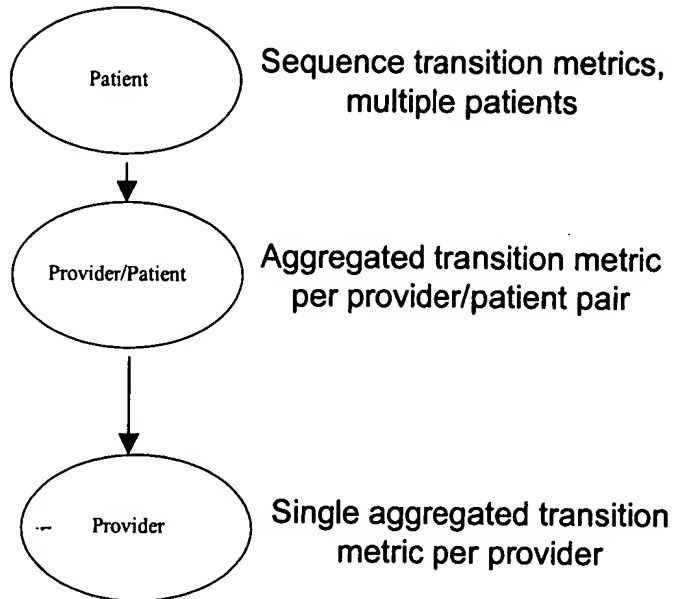 Patient
Sequence transition metrics,
multiple patients
Provider/Patient
Aggregated transition metric
per provider/patient pair
Provider
Single aggregated transition
metric per provider